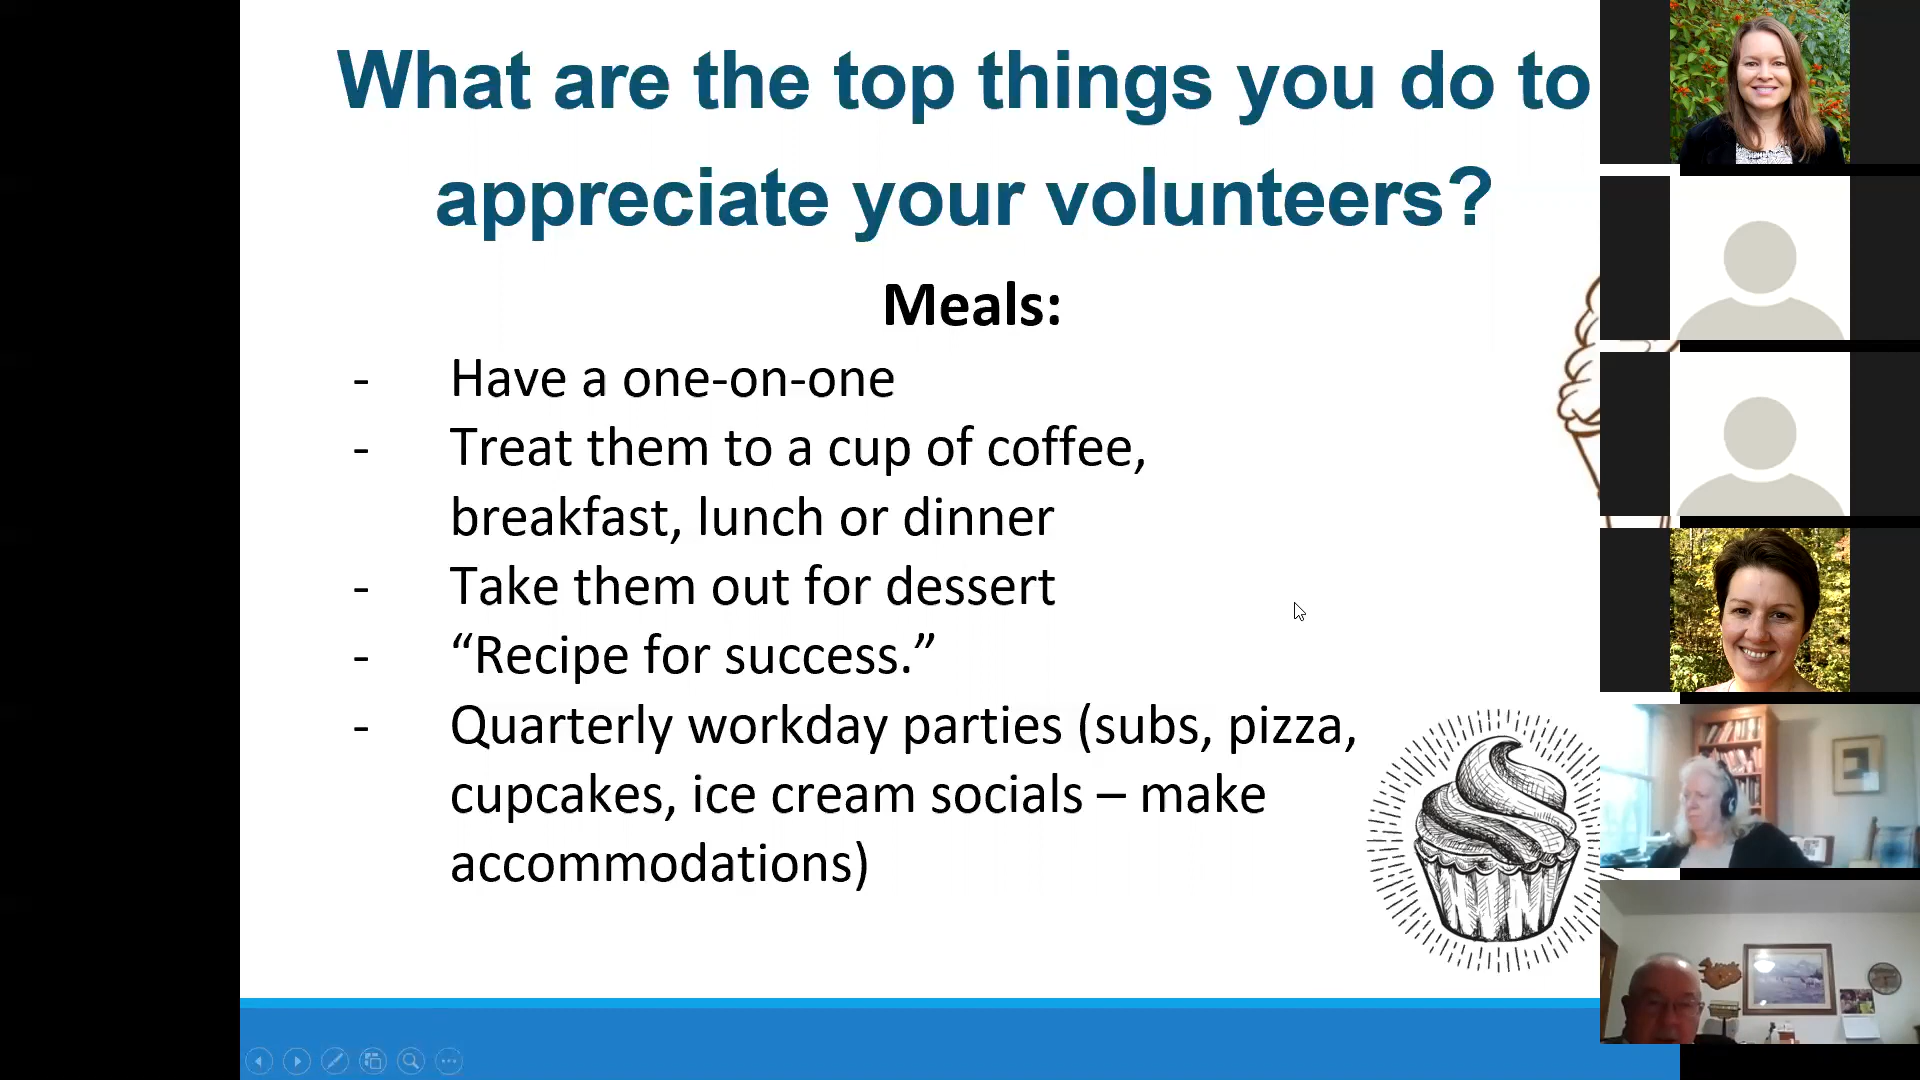 What are the top things you do to
appreciate your volunteers?
Meals:
- Have a one-on-one
- Treat them to a cup of coffee,
breakfast, lunch or dinner
- Take them out for dessert
- “Recipe for success.”
- Quarterly workday parties (subs, pizza,
cupcakes, ice cream socials – make
accommodations)